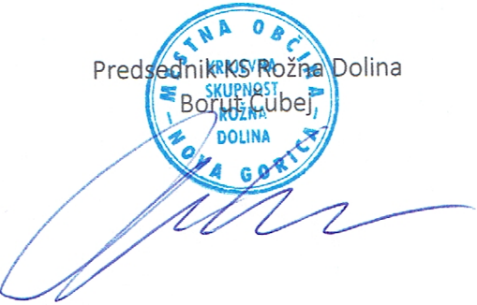 Predsednik KS Rožna Dolina
Borut Čubej
MESTNA OBČINA
NOVA GORICA
KRAJEVNA
SKUPNOST
ROŽNA
DOLINA